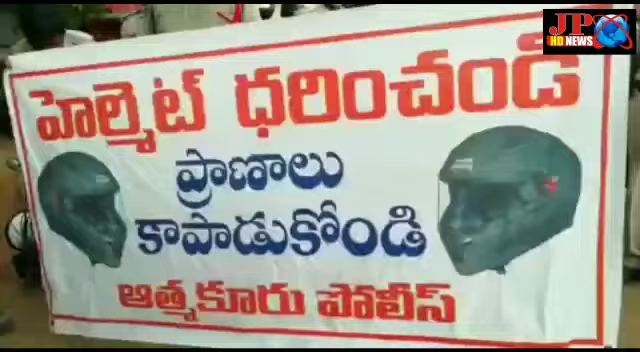 JP
HD NEWS
హెల్మెట్ ధరించండి
ప్రాణాలు
కాపాడుకోండి
ఆత్మకూరు పోలీస్